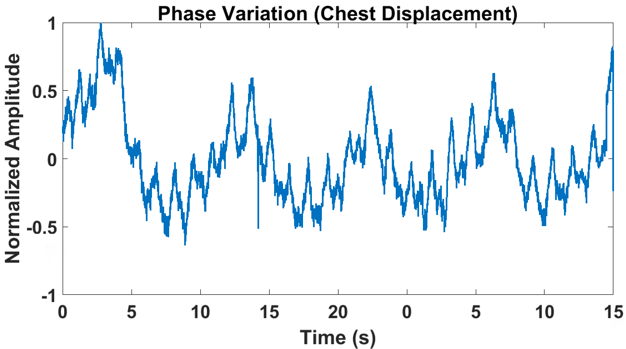 Phase Variation (Chest Displacement)
1
0.5
0
-0.5
-1
Normalized Amplitude
0 5 10 15 20 0 5 10 15
Time (s)